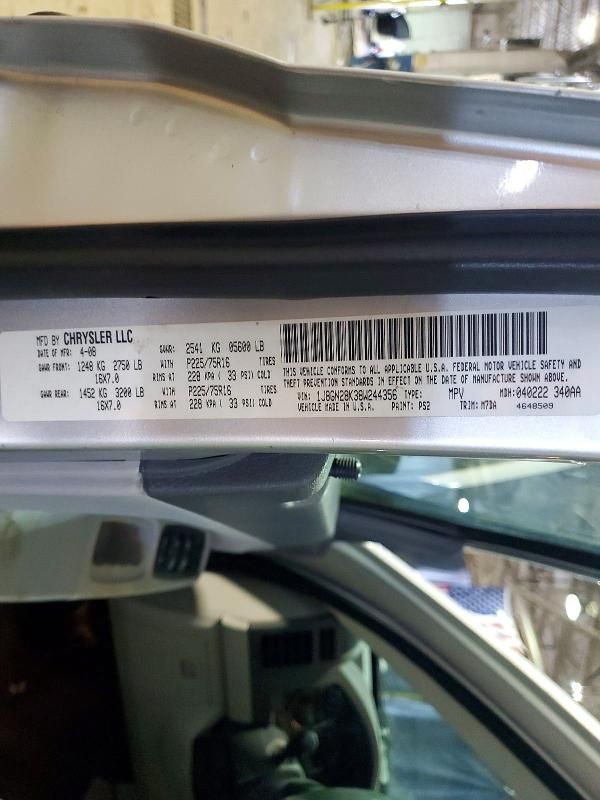 MFD BY CHRYSLER LLC
DATE OF MFR: 4-08 GVWR: 2541 KG 05600 LB
GAWR FRONT: 1248 KG 2750 LB WITH P225/75R16 TIRES
16X7.0 RIMS AT 228 KPA ( 33 PSI) COLD
GAWR REAR: 1452 KG 3200 LB WITH P225/75R16 TIRES
16X7.0 RIMS AT 228 KPA ( 33 PSI) COLD
THIS VEHICLE CONFORMS TO ALL APPLICABLE U.S.A. FEDERAL MOTOR VEHICLE SAFETY AND
THEFT PREVENTION STANDARDS IN EFFECT ON THE DATE OF MANUFACTURE SHOWN ABOVE.
VIN: 1J8GN28K38W244356 TYPE: MPV MDH: 040222 340AA
VEHICLE MADE IN U.S.A. PAINT: PS2 TRIM: M7DA 4648509